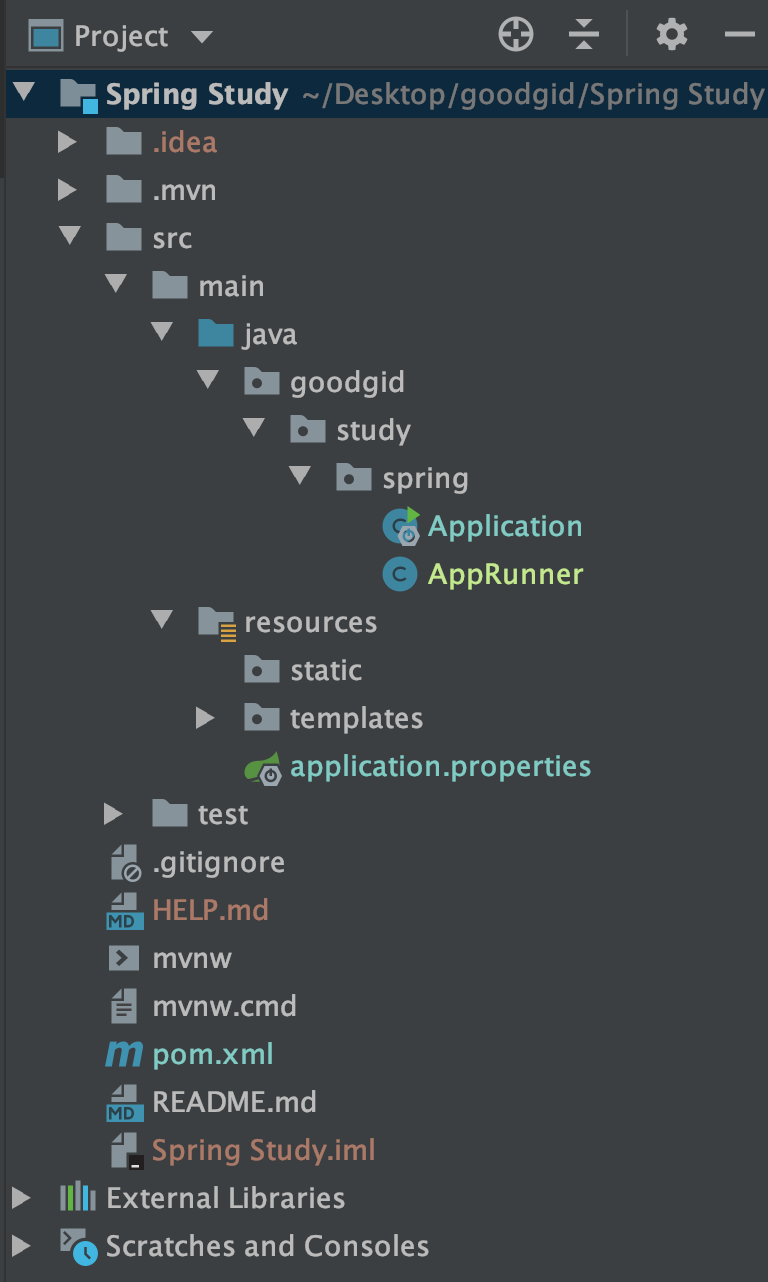 Project
Spring Study ~/Desktop/goodgid/Spring Study
.idea
.mvn
src
main
java
goodgid
study
spring
C Application
C AppRunner
resources
static
templates
application.properties
test
.gitignore
MD HELP.md
mvnw
mvnw.cmd
m pom.xml
MD README.md
Spring Study.iml
External Libraries
Scratches and Consoles